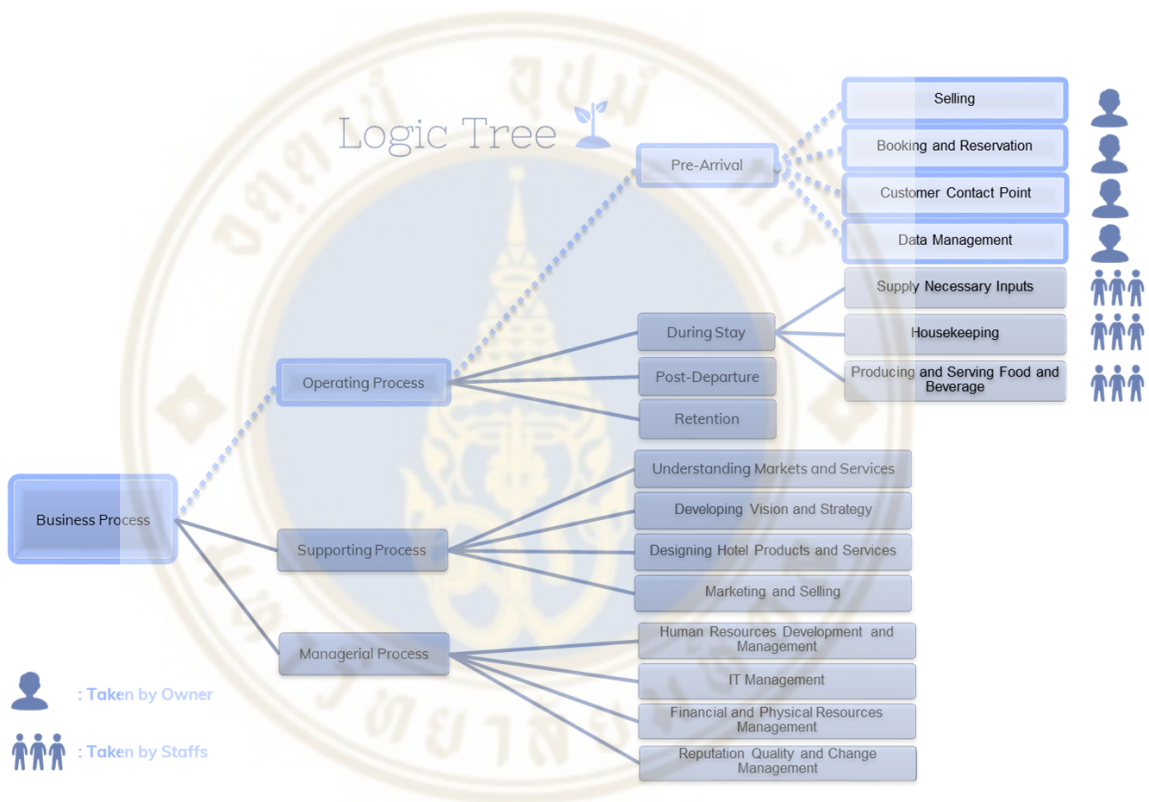 Logic Tree
Business Process
Operating Process
Supporting Process
Managerial Process
Pre-Arrival
During Stay
Post-Departure
Retention
Selling
Booking and Reservation
Customer Contact Point
Data Management
Supply Necessary Inputs
Housekeeping
Producing and Serving Food and
Beverage
Understanding Markets and Services
Developing Vision and Strategy
Designing Hotel Products and Services
Marketing and Selling
Human Resources Development and
Management
IT Management
Financial and Physical Resources
Management
Reputation Quality and Change
Management
: Taken by Owner
: Taken by Staffs